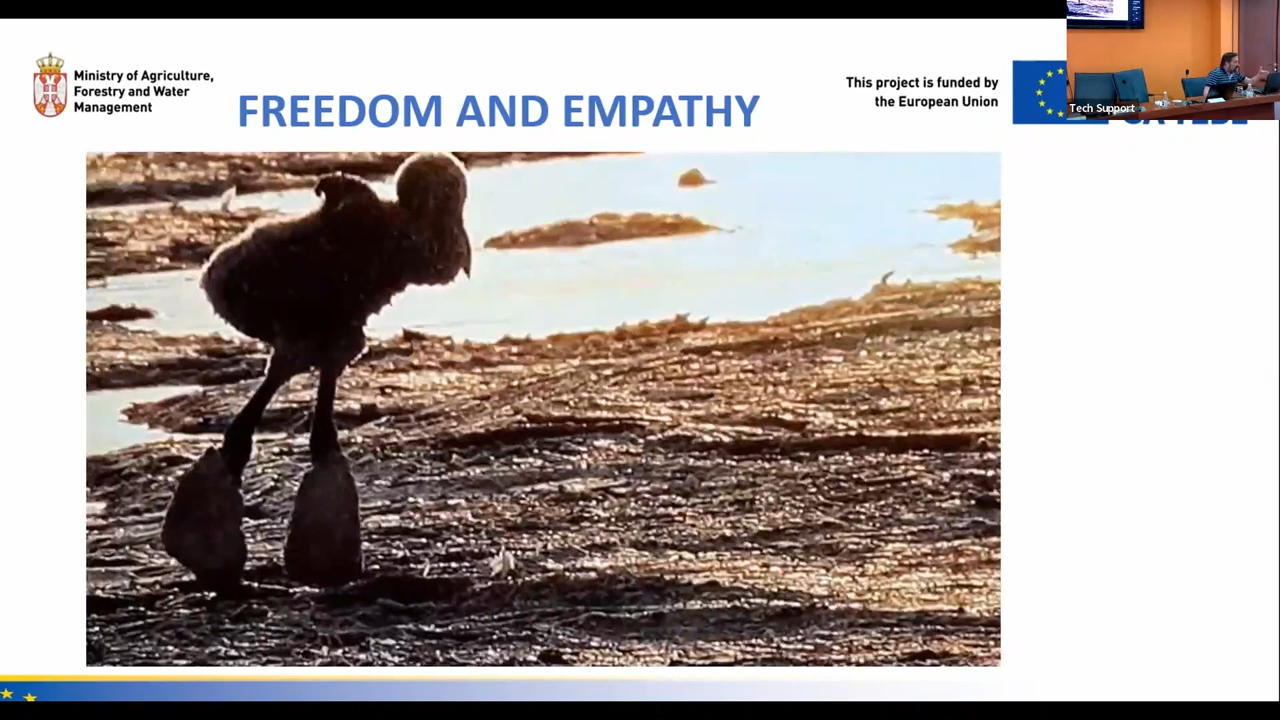 Ministry of Agriculture,
Forestry and Water
Management
FREEDOM AND EMPATHY
This project is funded by
the European Union
Tech Support